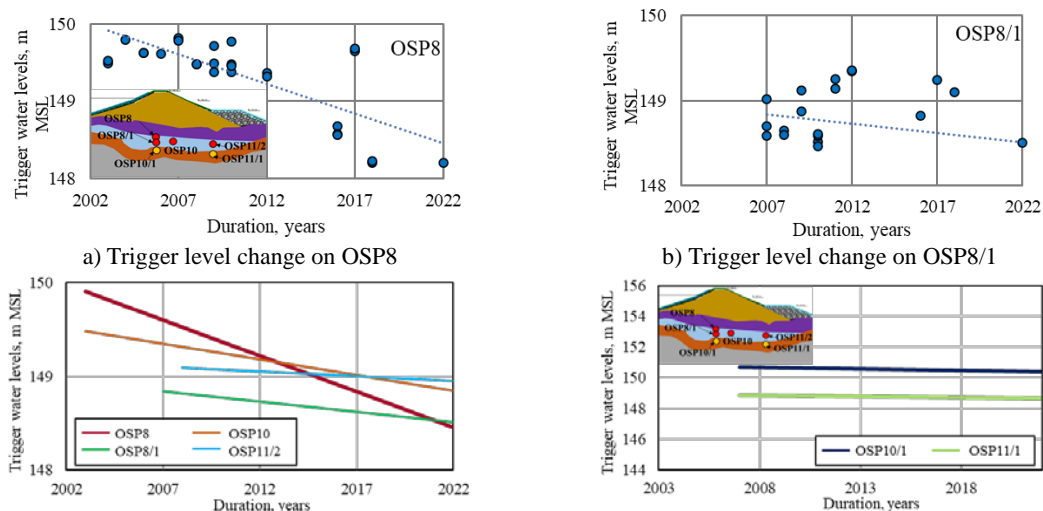 150
149
148
2002
2007
2012
2017
2022
Trigger water levels, m
MSL
Duration, years
OSP8
OSP8
OSP8/1
OSP10
OSP11/2
OSP10/1
OSP11/1
a) Trigger level change on OSP8
150
149
148
2002
2007
2012
2017
2022
Trigger water levels, m
MSL
Duration, years
OSP8/1
b) Trigger level change on OSP8/1
150
149
148
2002
2007
2012
2017
2022
Trigger water levels, m MSL
Duration, years
OSP8
OSP10
OSP8/1
OSP11/2
156
154
152
150
148
146
144
2003
2008
2013
2018
Trigger water levels, m MSL
Duration, years
OSP8
OSP8/1
OSP10
OSP11/2
OSP10/1
OSP11/1
OSP10/1
OSP11/1